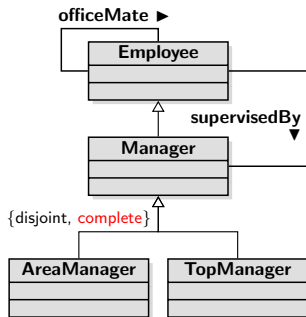 officeMate ►
Employee
supervisedBy
▼
Manager
{disjoint, complete}
AreaManager
TopManager